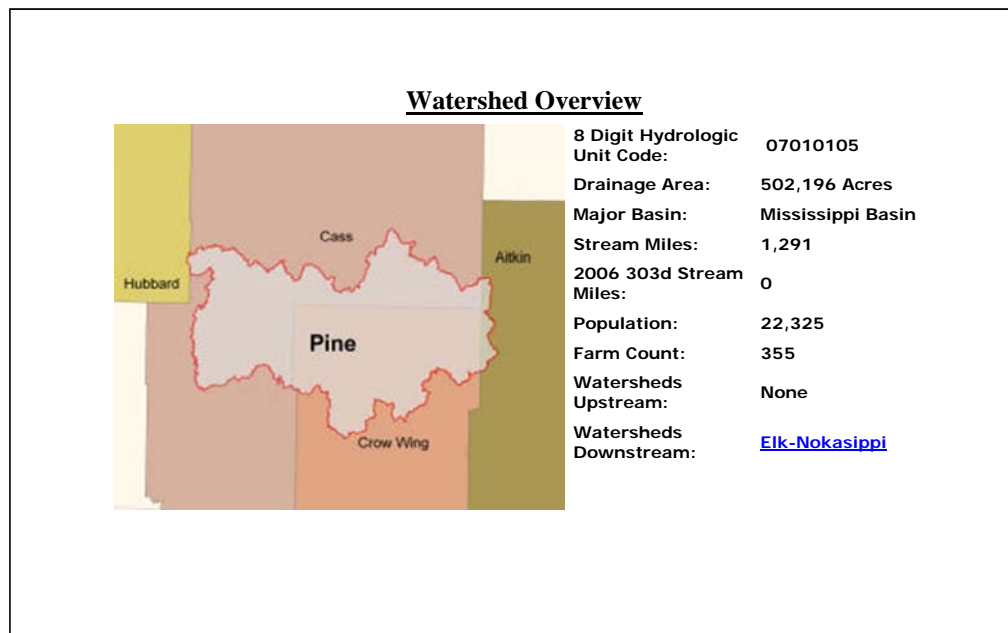 Watershed Overview
Cass
Aitkin
Hubbard
Pine
Crow Wing
8 Digit Hydrologic
Unit Code: 07010105
Drainage Area: 502,196 Acres
Major Basin: Mississippi Basin
Stream Miles: 1,291
2006 303d Stream
Miles: 0
Population: 22,325
Farm Count: 355
Watersheds
Upstream: None
Watersheds
Downstream: Elk-Nokasippi